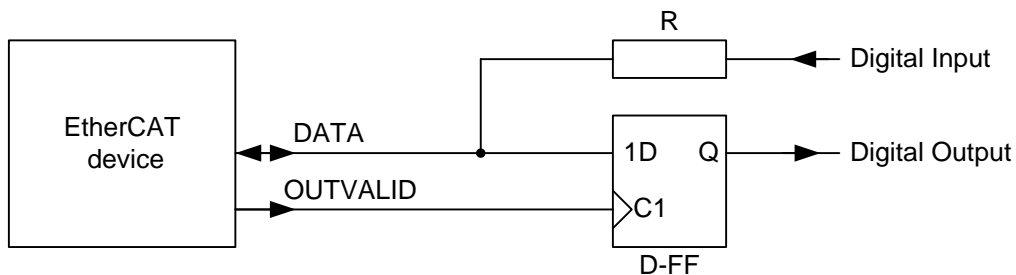 R
Digital Input
EtherCAT
device
DATA
1D Q
Digital Output
OUTVALID
C1
D-FF